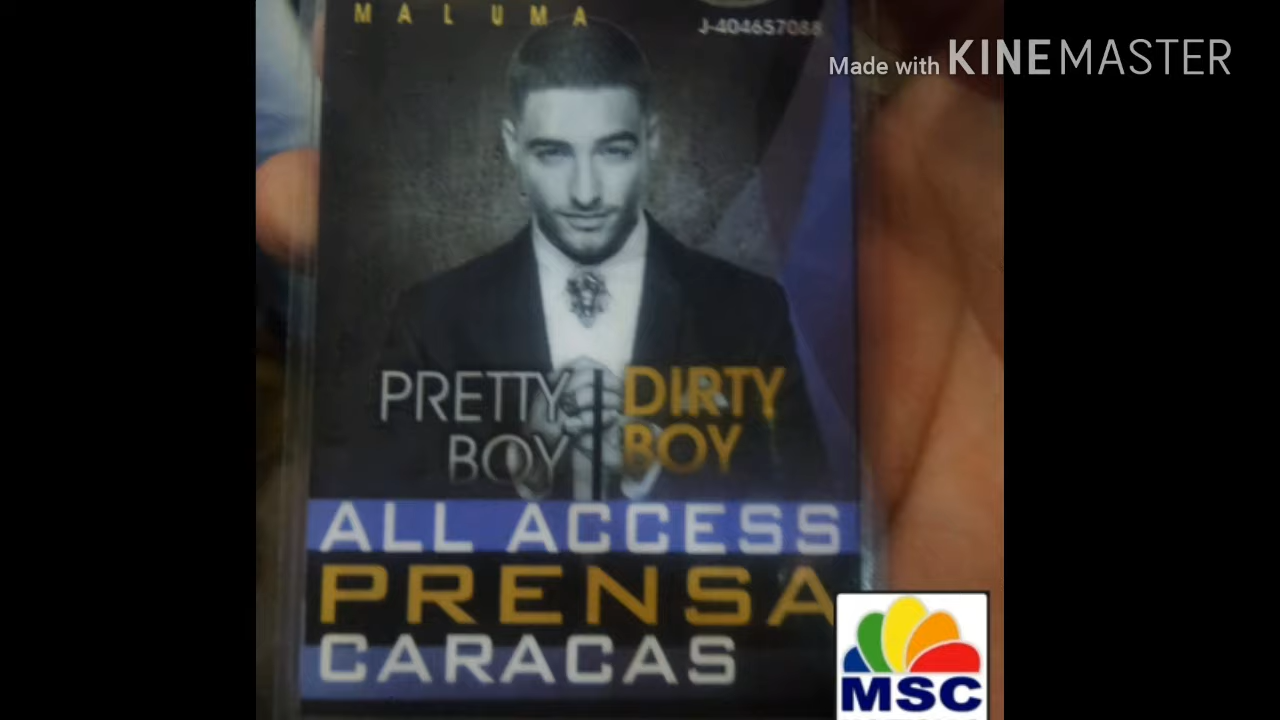 MALUMA
J-404657088
Made with KINEMASTER
PRETTY BOY
DIRTY BOY
ALL ACCESS
PRENSA
CARACAS
MSC